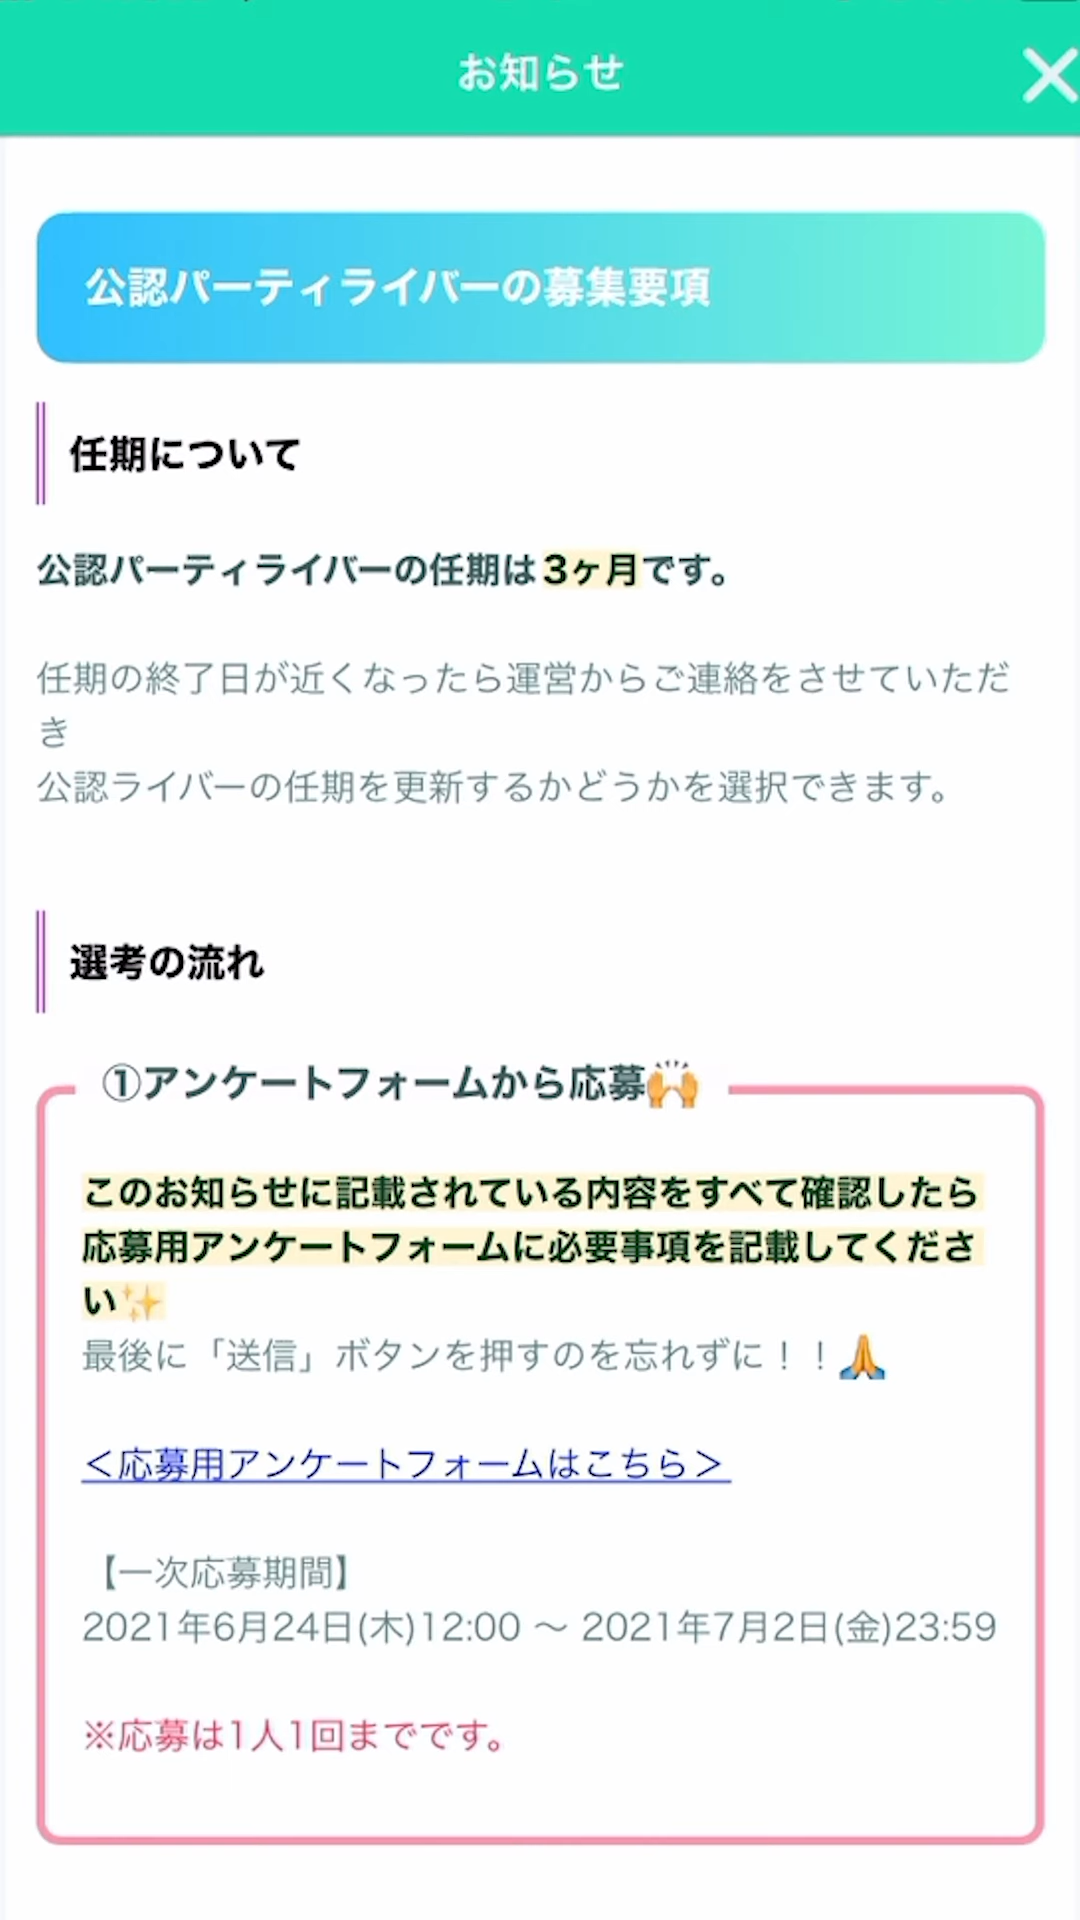 お知らせ
公認パーティライバーの募集要項
任期について
公認パーティライバーの任期は3ヶ月です。
任期の終了日が近くなったら運営からご連絡をさせていただ
き
公認ライバーの任期を更新するかどうかを選択できます。
選考の流れ
①アンケートフォームから応募🙌
このお知らせに記載されている内容をすべて確認したら
応募用アンケートフォームに必要事項を記載してくださ
い✨
最後に「送信」ボタンを押すのを忘れずに！！🙏
＜応募用アンケートフォームはこちら＞
【一次応募期間】
2021年6月24日(木)12:00 〜 2021年7月2日(金)23:59
※応募は1人1回までです。